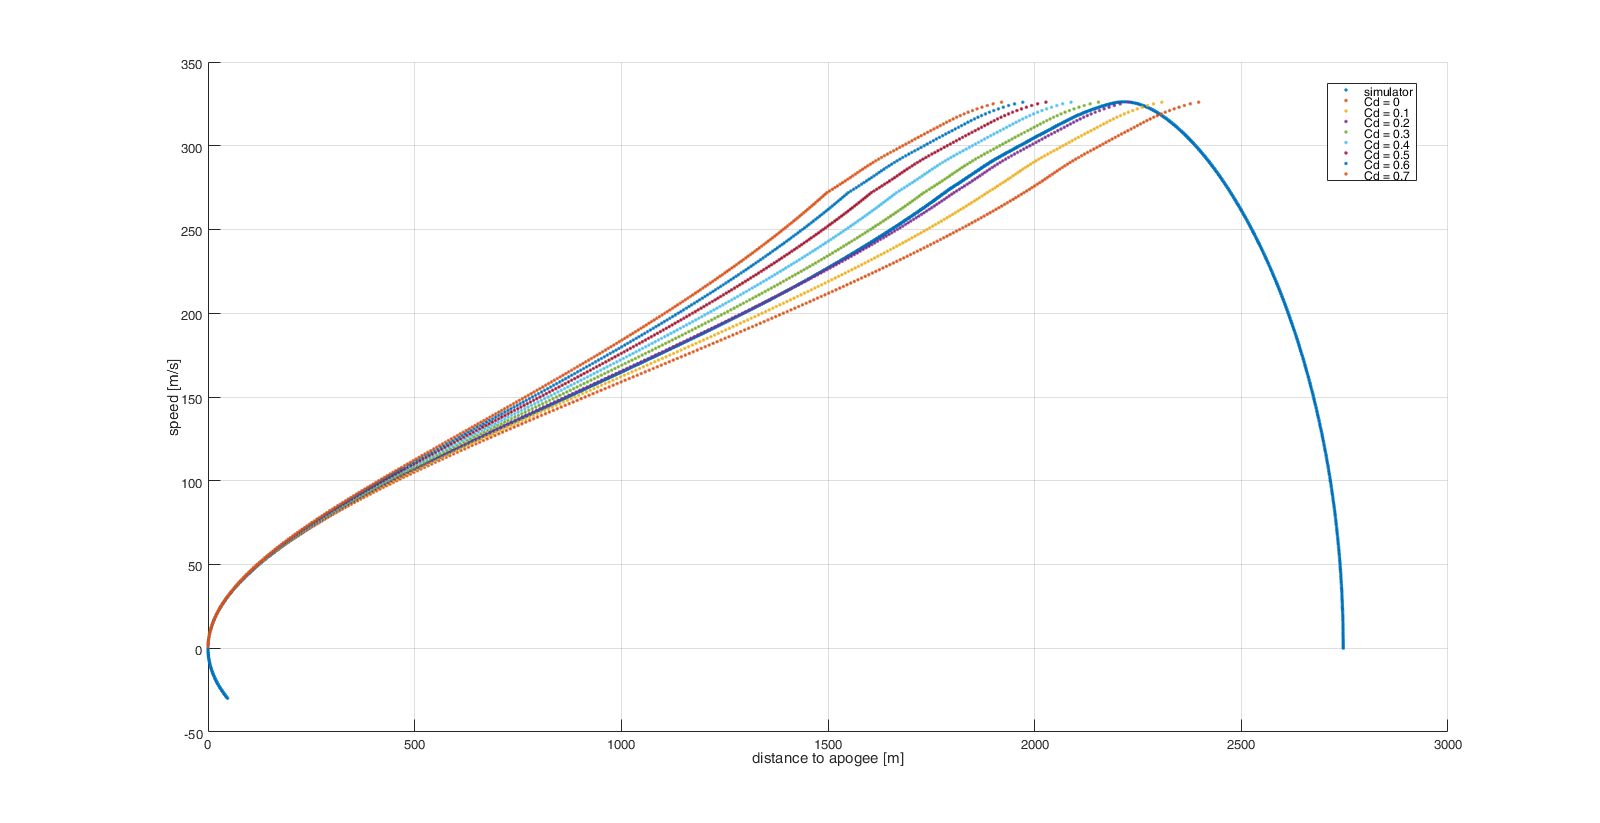 350
300
250
200
150
100
50
0
-50
speed [m/s]
0
500
1000
1500
2000
2500
3000
distance to apogee [m]
simulator
Cd = 0
Cd = 0.1
Cd = 0.2
Cd = 0.3
Cd = 0.4
Cd = 0.5
Cd = 0.6
Cd = 0.7